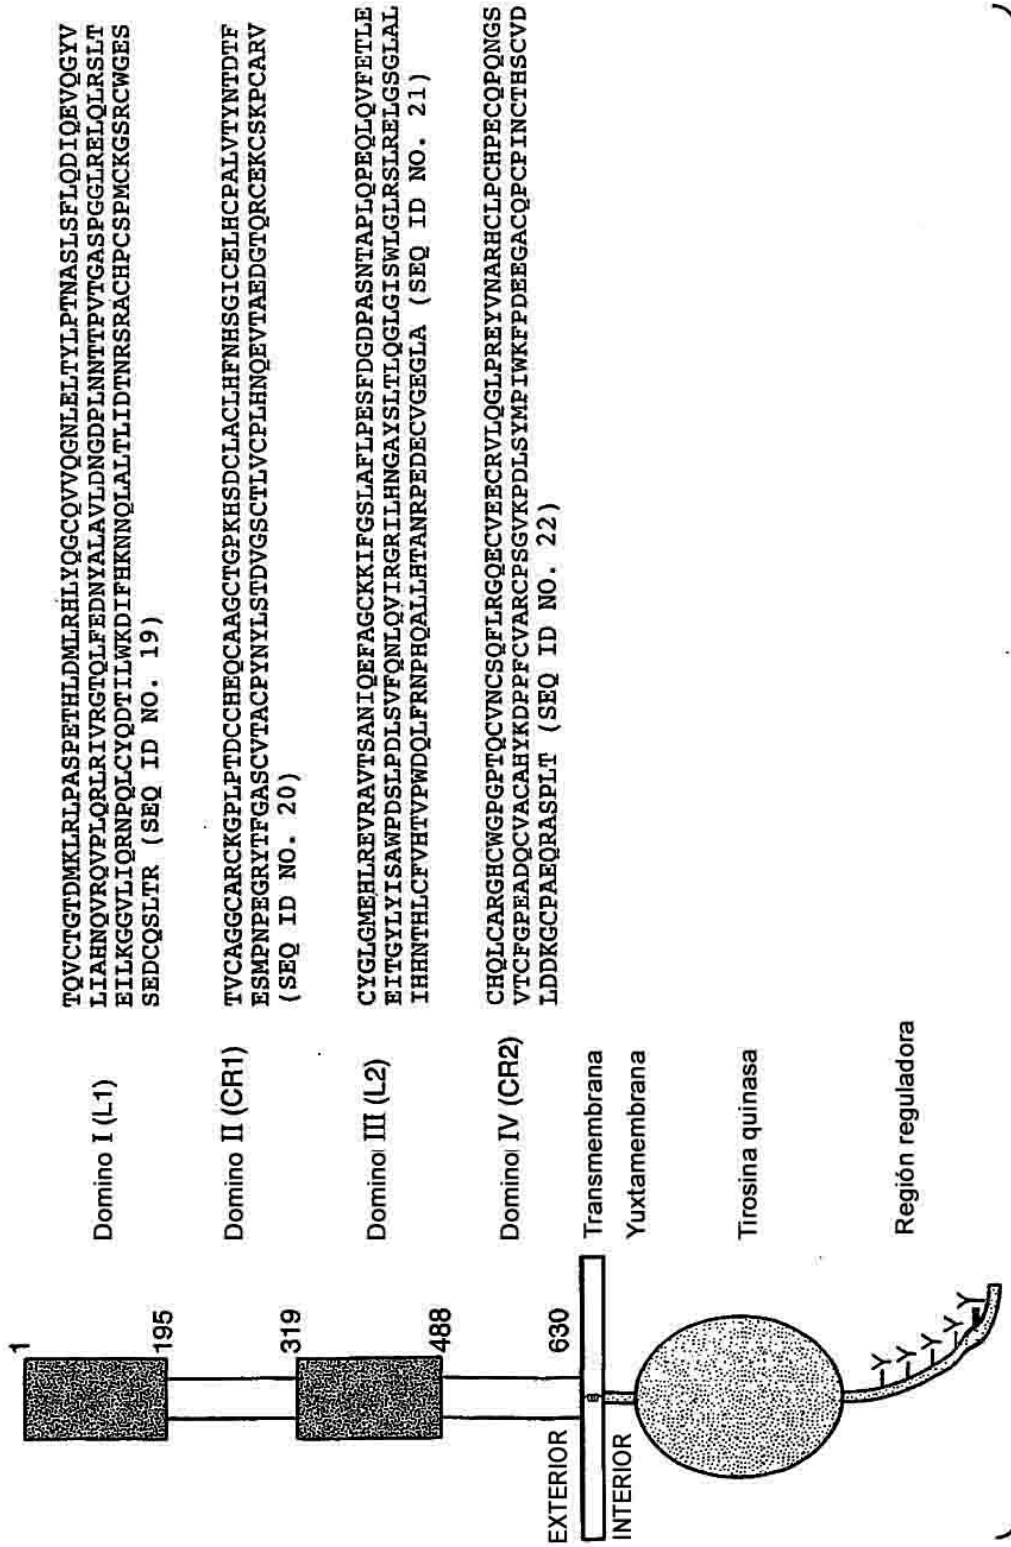 1
195
319
488
630
EXTERIOR
INTERIOR
Domino I (L1)
TQVCTGTDMKLRLPASPETHLDMLRHLYQGCQVVQGNLELTYLPTNASLSFLQDIQEVQGYV
LIAHNQVRQVPLQRLRIVRGTQLFEDNYALAVLDNGDPLNNTTPVTGASPGGLRELQLRSLT
EILKGGVLIQRNPQLCYQDTILWKDIFHKNNQLALTLIDTNRSRACHPCSPMCKGSRCWGES
SEDCQSLTR (SEQ ID NO. 19)
Domino II (CR1)
TVCAGGCARCKGPLPTDCCHEQCAAGCTGPKHSDCLACLHFNHSGICELHCPALVTYNTDTF
ESMPNPEGRYTFGASCVTACPYNYLSTDVGSCTLVCPLHNQEVTAEDGTQRCEKCSKPCARV
(SEQ ID NO. 20)
Domino III (L2)
CYGLGMEHLREVRAVTSANIQEFAGCKKIFGSLAFLPESFDGDPASNTAPLQPEQLQVFETLE
EITGYLYISAWPDSLPDLSVFQNLQVIRGRILHNGAYSLTLQGLGISWLGLRSLRELGSGLAL
IHHNTHLCFVHTVPWDQLFRNPHQALLHTANRPEDECVGEGLA (SEQ ID NO. 21)
Domino IV (CR2)
CHQLCARGHCWGPGPTQCVNCSQFLRGQECVEECRVLQGLPREYVNARHCLPCHPECQPQNGS
VTCFGPEADQCVACAHYKDPPFCVARCPSGVKPDLSYMPIWKFPDEEGACQPCPINCTHSCVD
LDDKGCPAEQRASPLT (SEQ ID NO. 22)
Transmembrana
Yuxtamembrana
Tirosina quinasa
Región reguladora
Y
Y
Y
Y
Y